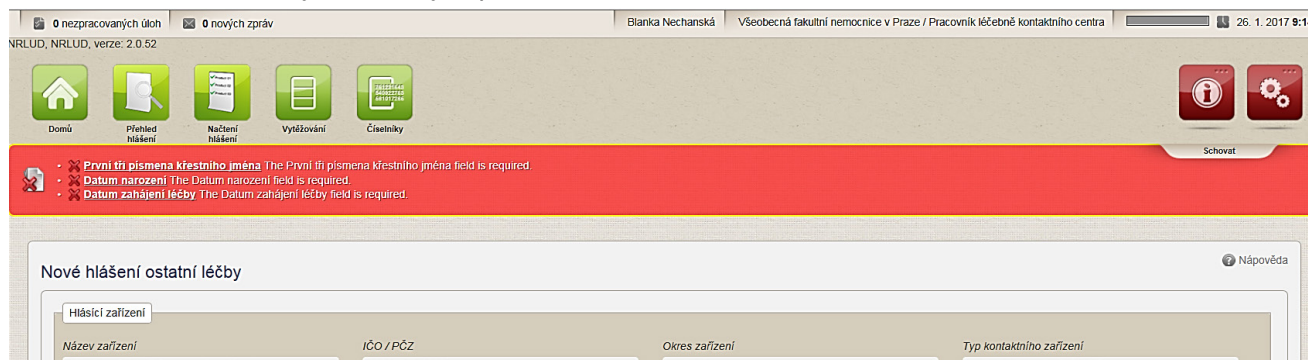 0 nezpracovaných úloh 0 nových zpráv Blanka Nechanská Všeobecná fakultní nemocnice v Praze / Pracovník léčebně kontaktního centra 26. 1. 2017
NRLUD, NRLUD, verze: 2.0.52
Domů Přehled hlášení Načtení hlášení Vytěžování Číselníky
Schovat
První tři písmena křestního jména The První tři písmena křestního jména field is required.
Datum narození The Datum narození field is required.
Datum zahájení léčby The Datum zahájení léčby field is required.
Nápověda
Nové hlášení ostatní léčby
Hlásící zařízení
Název zařízení IČO / PČZ Okres zařízení Typ kontaktního zařízení